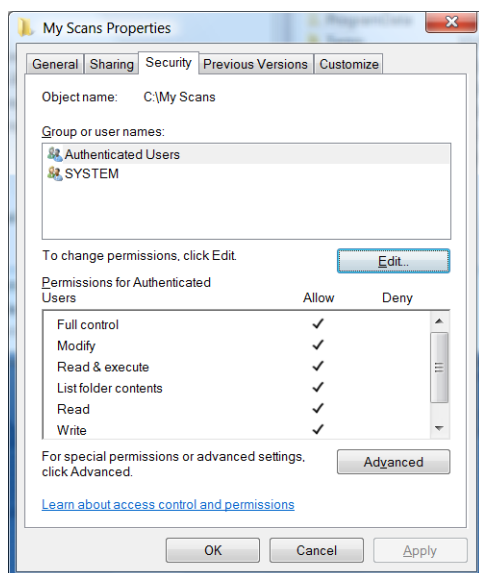 My Scans Properties
General Sharing Security Previous Versions Customize
Object name: C:\My Scans
Group or user names:
Authenticated Users
SYSTEM
To change permissions, click Edit.
Edit...
Permissions for Authenticated
Users Allow Deny
Full control
Modify
Read & execute
List folder contents
Read
Write
For special permissions or advanced settings,
click Advanced.
Advanced
Learn about access control and permissions
OK Cancel Apply